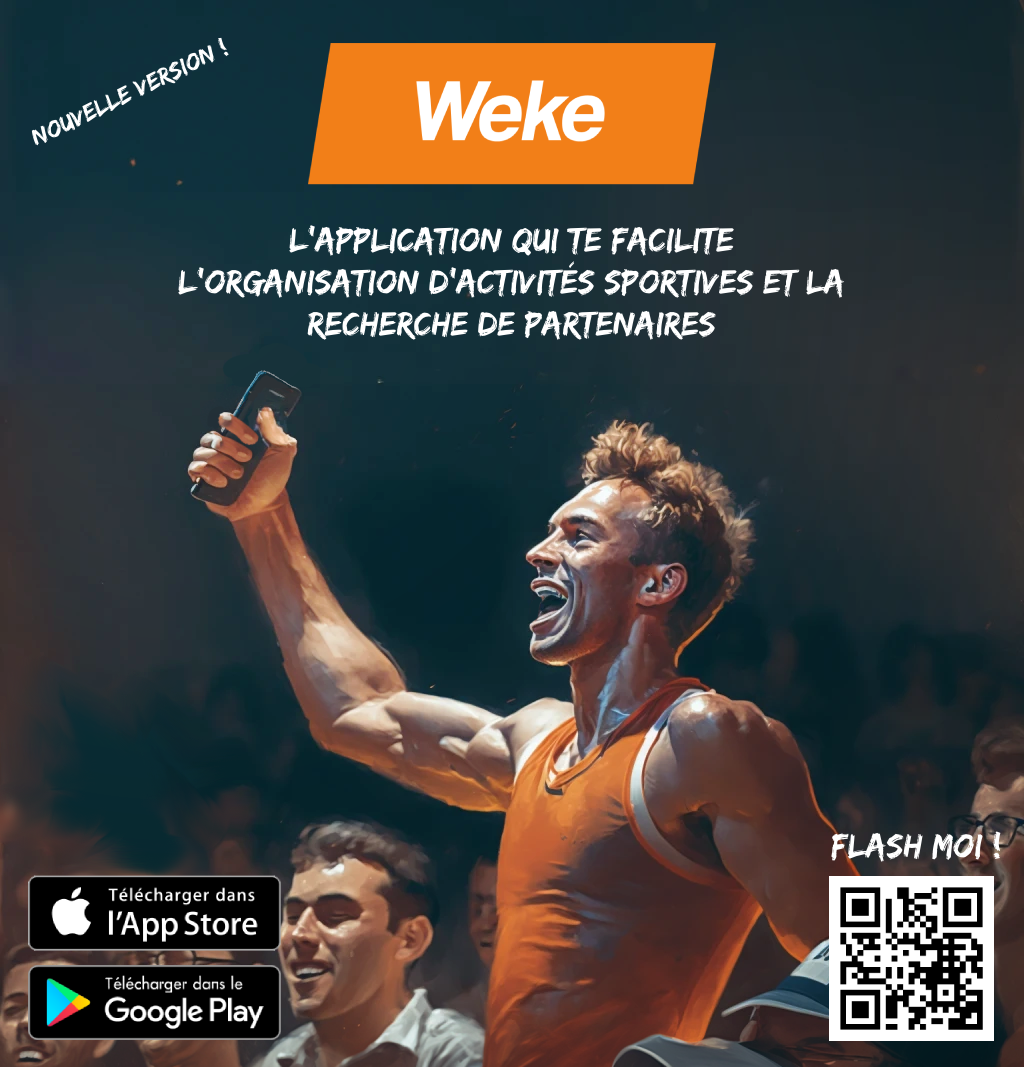 NOUVELLE VERSION !
Weke
L'APPLICATION QUI TE FACILITE
L'ORGANISATION D'ACTIVITÉS SPORTIVES ET LA
RECHERCHE DE PARTENAIRES
FLASH MOI !
Télécharger dans
l'App Store
Télécharger dans le
Google Play